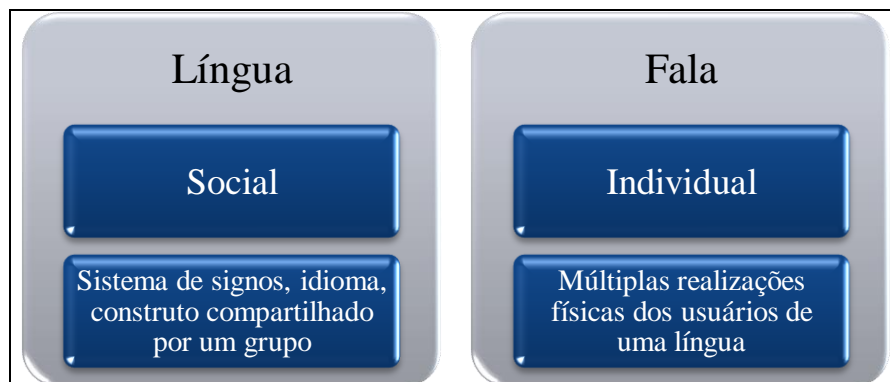 Língua
Social
Sistema de signos, idioma,
construto compartilhado
por um grupo
Fala
Individual
Múltiplas realizações
físicas dos usuários de
uma língua